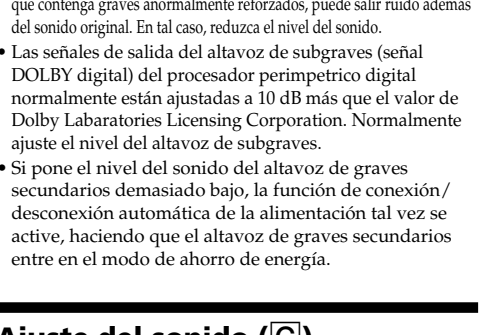 que contenga graves anormalmente reforzados, puede salir ruido además
del sonido original. En tal caso, reduzca el nivel del sonido.
• Las señales de salida del altavoz de subgraves (señal
DOLBY digital) del procesador perimpetrico digital
normalmente están ajustadas a 10 dB más que el valor de
Dolby Labaratories Licensing Corporation. Normalmente
ajuste el nivel del altavoz de subgraves.
• Si pone el nivel del sonido del altavoz de graves
secundarios demasiado bajo, la función de conexión/
desconexión automática de la alimentación tal vez se
active, haciendo que el altavoz de graves secundarios
entre en el modo de ahorro de energía.
Ajuste del sonido (C)